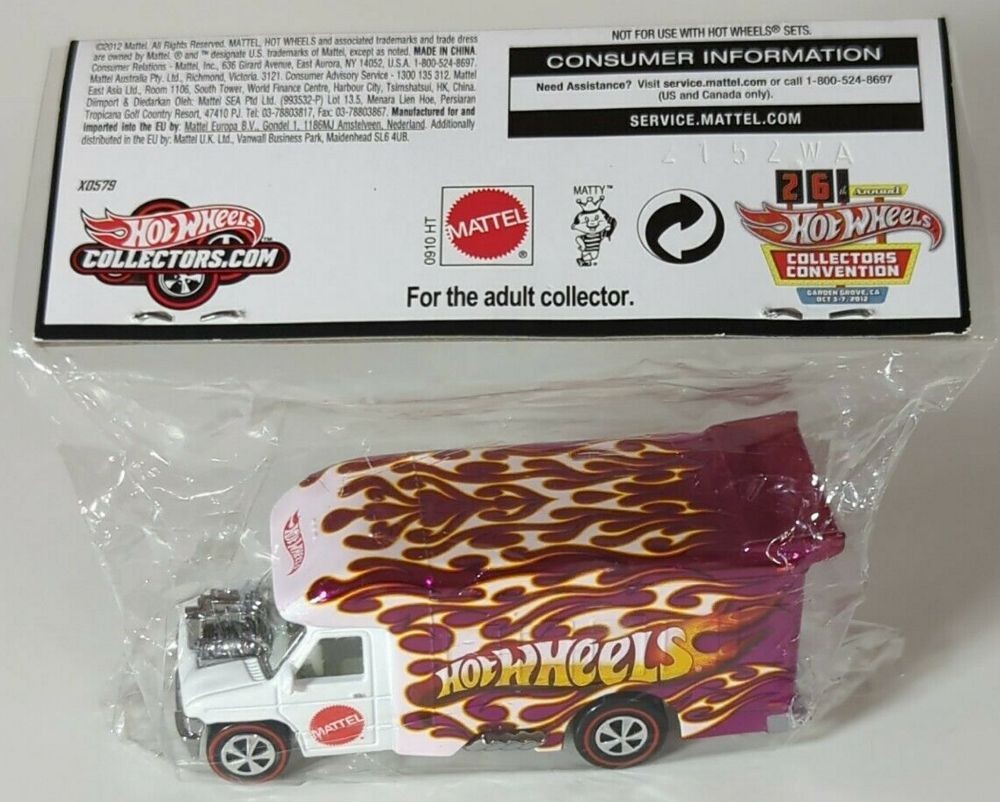 ©2012 Mattel. All Rights Reserved. MATTEL, HOT WHEELS and associated trademarks and trade dress
are owned by Mattel. ® and ™ designate U.S. trademarks of Mattel, except as noted. MADE IN CHINA.
Consumer Relations - Mattel, Inc., 636 Girard Avenue, East Aurora, NY 14052, U.S.A. 1-800-524-8697.
Mattel Australia Pty. Ltd., Richmond, Victoria. 3121. Consumer Advisory Service - 1300 135 312. Mattel
East Asia Ltd., Room 1106, South Tower, World Finance Centre, Harbour City, Tsimshatsui, HK, China.
Diimport & Diedarkan Oleh: Mattel SEA Ptd Ltd. (993532-P) Lot 13.5, Menara Lien Hoe, Persiaran
Tropicana Golf Country Resort, 47410 PJ. Tel: 03-78803817, Fax: 03-78803867. Manufactured for and
imported into the EU by: Mattel Europa B.V., Gondel 1, 1186MJ Amstelveen, Nederland. Additionally
distributed in the EU by: Mattel U.K. Ltd., Vanwall Business Park, Maidenhead SL6 4UB.
NOT FOR USE WITH HOT WHEELS® SETS.
CONSUMER INFORMATION
Need Assistance? Visit service.mattel.com or call 1-800-524-8697
(US and Canada only).
SERVICE.MATTEL.COM
2152WA
X0579
HOT WHEELS™
COLLECTORS.COM
0910 HT
MATTEL®
MATTY™
26th Annual
HOT WHEELS
COLLECTORS
CONVENTION
GARDEN GROVE, CA
OCT 3-7, 2012
For the adult collector.
HOT WHEELS
HOT WHEELS
MATTEL